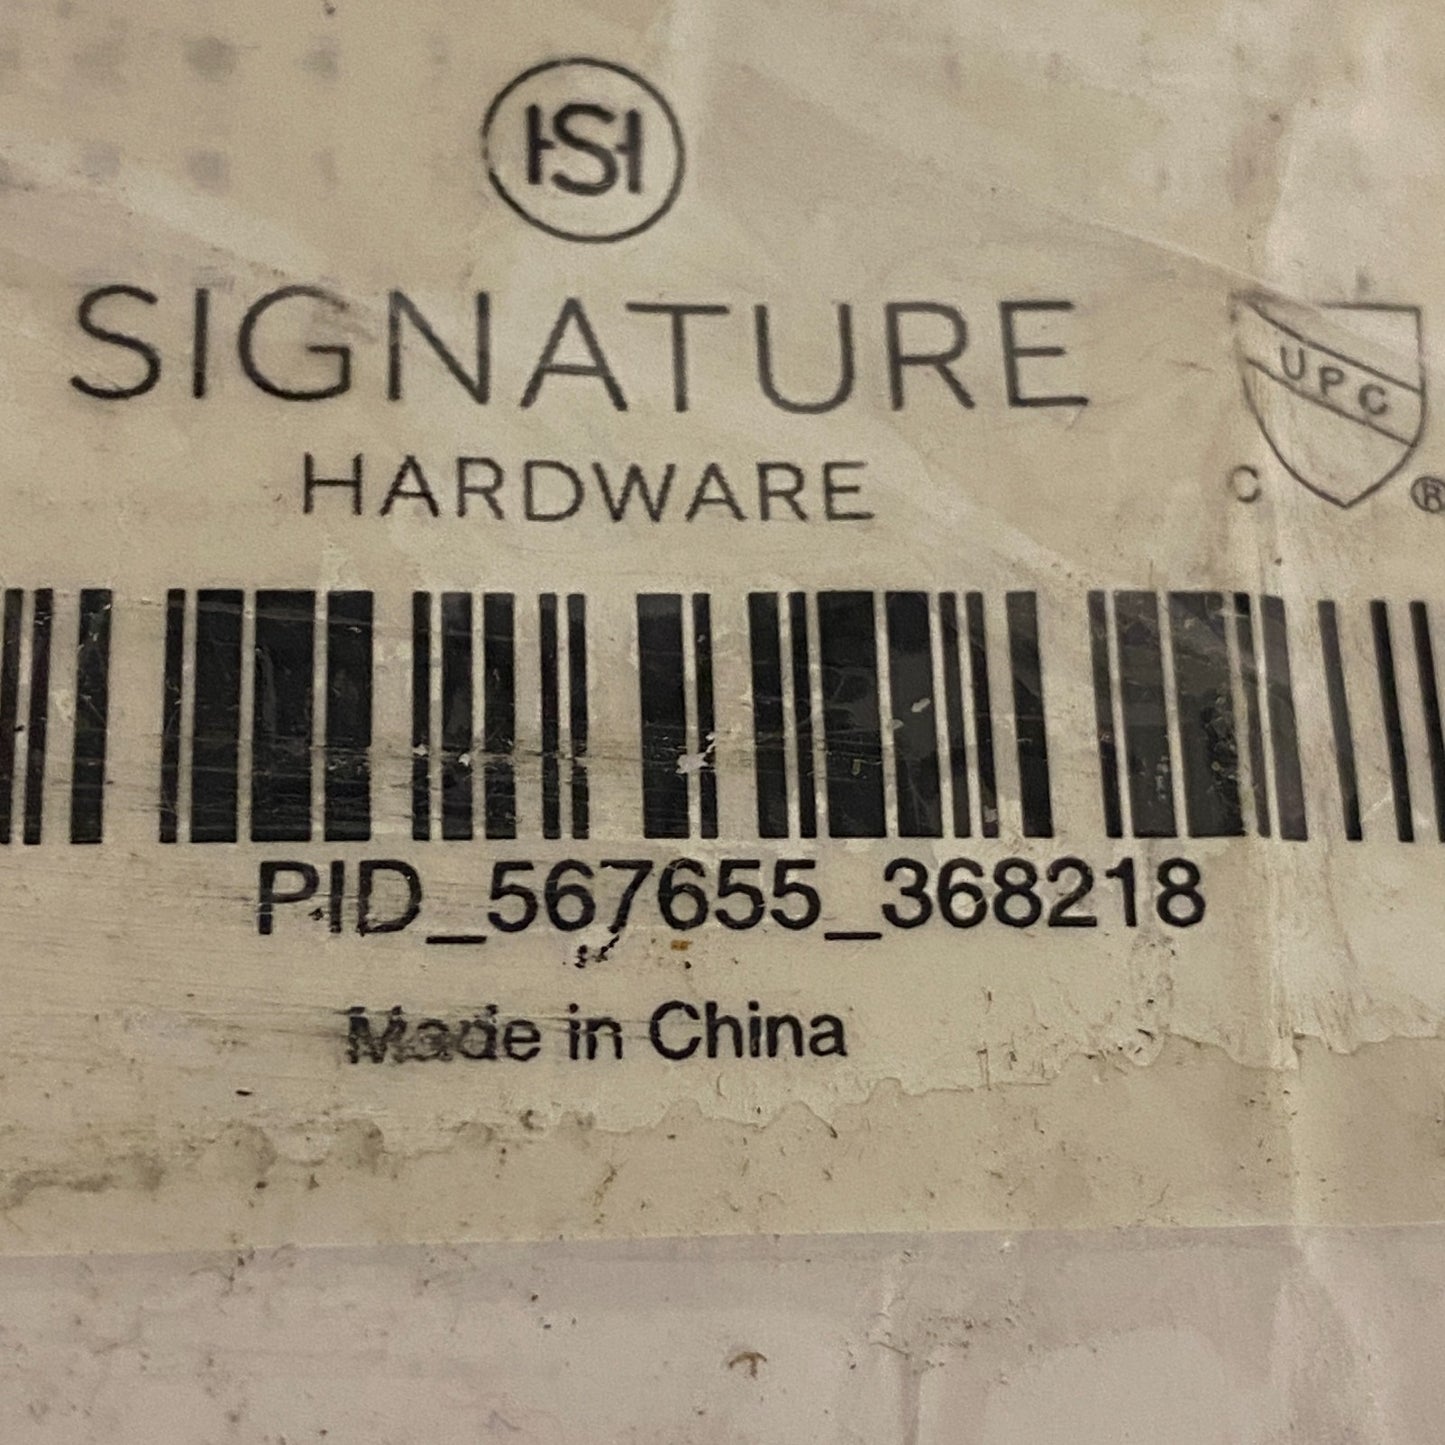 SH
SIGNATURE
HARDWARE
UPC
C ®
PID_567655_368218
Made in China